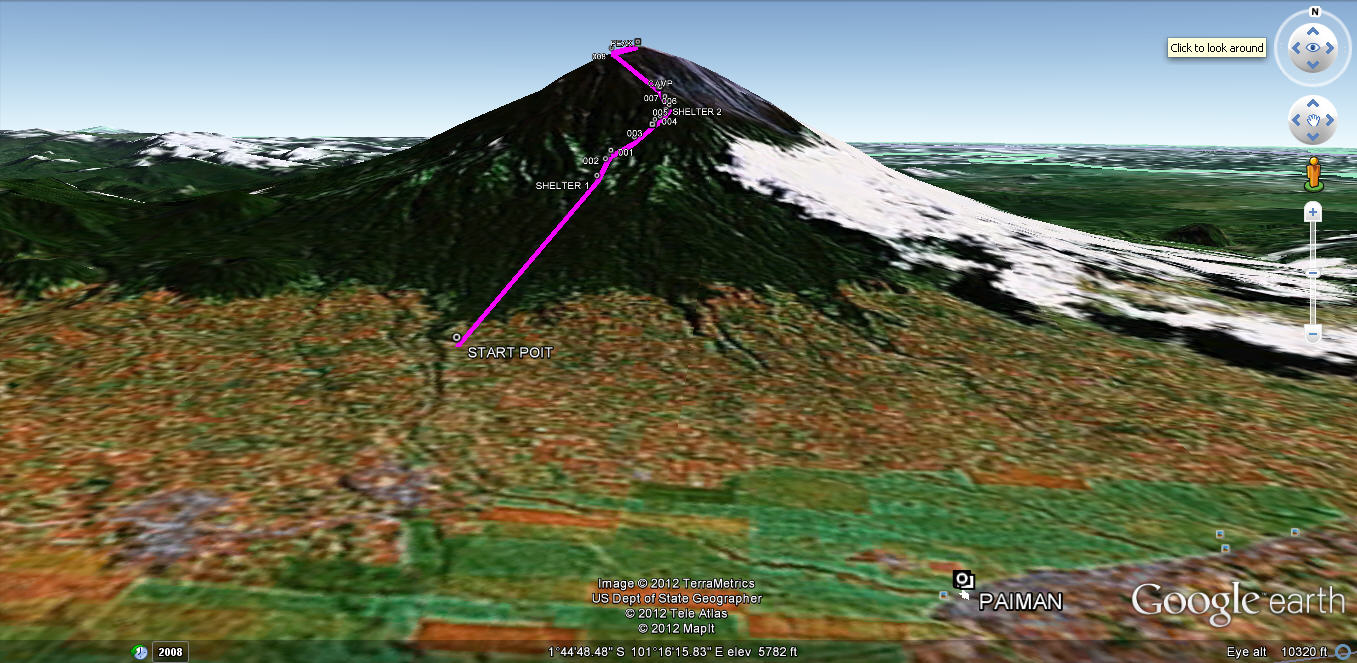 N
Click to look around
PEAK
008
CAMP
007
006
005
SHELTER 2
004
003
001
002
SHELTER 1
START POIT
PAIMAN
Image © 2012 TerraMetrics
US Dept of State Geographer
© 2012 Tele Atlas
© 2012 MapIt
Google earth
2008
1°44'48.48" S 101°16'15.83" E elev 5782 ft
Eye alt 10320 ft